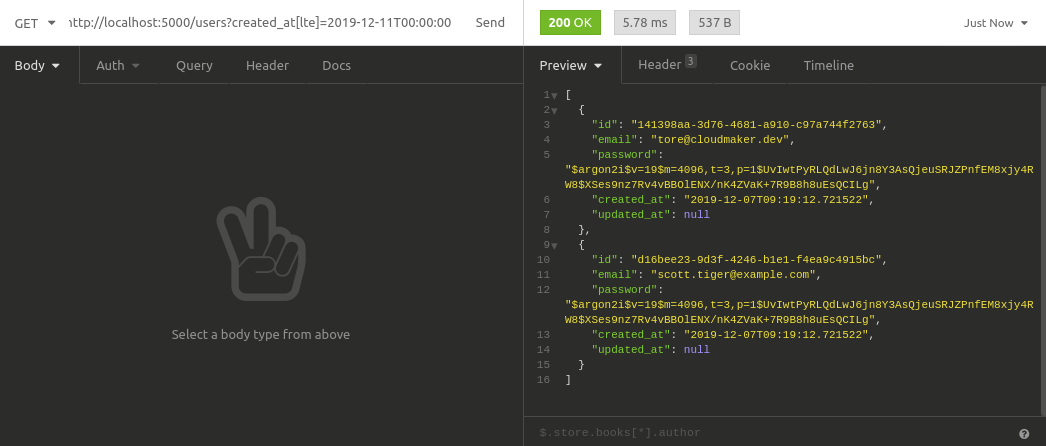 GET http://localhost:5000/users?created_at[lte]=2019-12-11T00:00:00 Send 200 OK 5.78 ms 537 B Just Now
Body Auth Query Header Docs Preview Header 3 Cookie Timeline
1 [
2 {
3 "id": "141398aa-3d76-4681-a910-c97a744f2763",
4 "email": "tore@cloudmaker.dev",
5 "password":
"$argon2i$v=19$m=4096,t=3,p=1$UvIwtPyRLQdLwJ6jn8Y3AsQjeuSRJZPnfEM8xjy4R
W8$XSes9nz7Rv4vBBOlENX/nK4ZVaK+7R9B8h8uEsQCILg",
6 "created_at": "2019-12-07T09:19:12.721522",
7 "updated_at": null
8 },
9 {
10 "id": "d16bee23-9d3f-4246-b1e1-f4ea9c4915bc",
11 "email": "scott.tiger@example.com",
12 "password":
"$argon2i$v=19$m=4096,t=3,p=1$UvIwtPyRLQdLwJ6jn8Y3AsQjeuSRJZPnfEM8xjy4R
W8$XSes9nz7Rv4vBBOlENX/nK4ZVaK+7R9B8h8uEsQCILg",
13 "created_at": "2019-12-07T09:19:12.721522",
14 "updated_at": null
15 }
16 ]
Select a body type from above
$.store.books[*].author